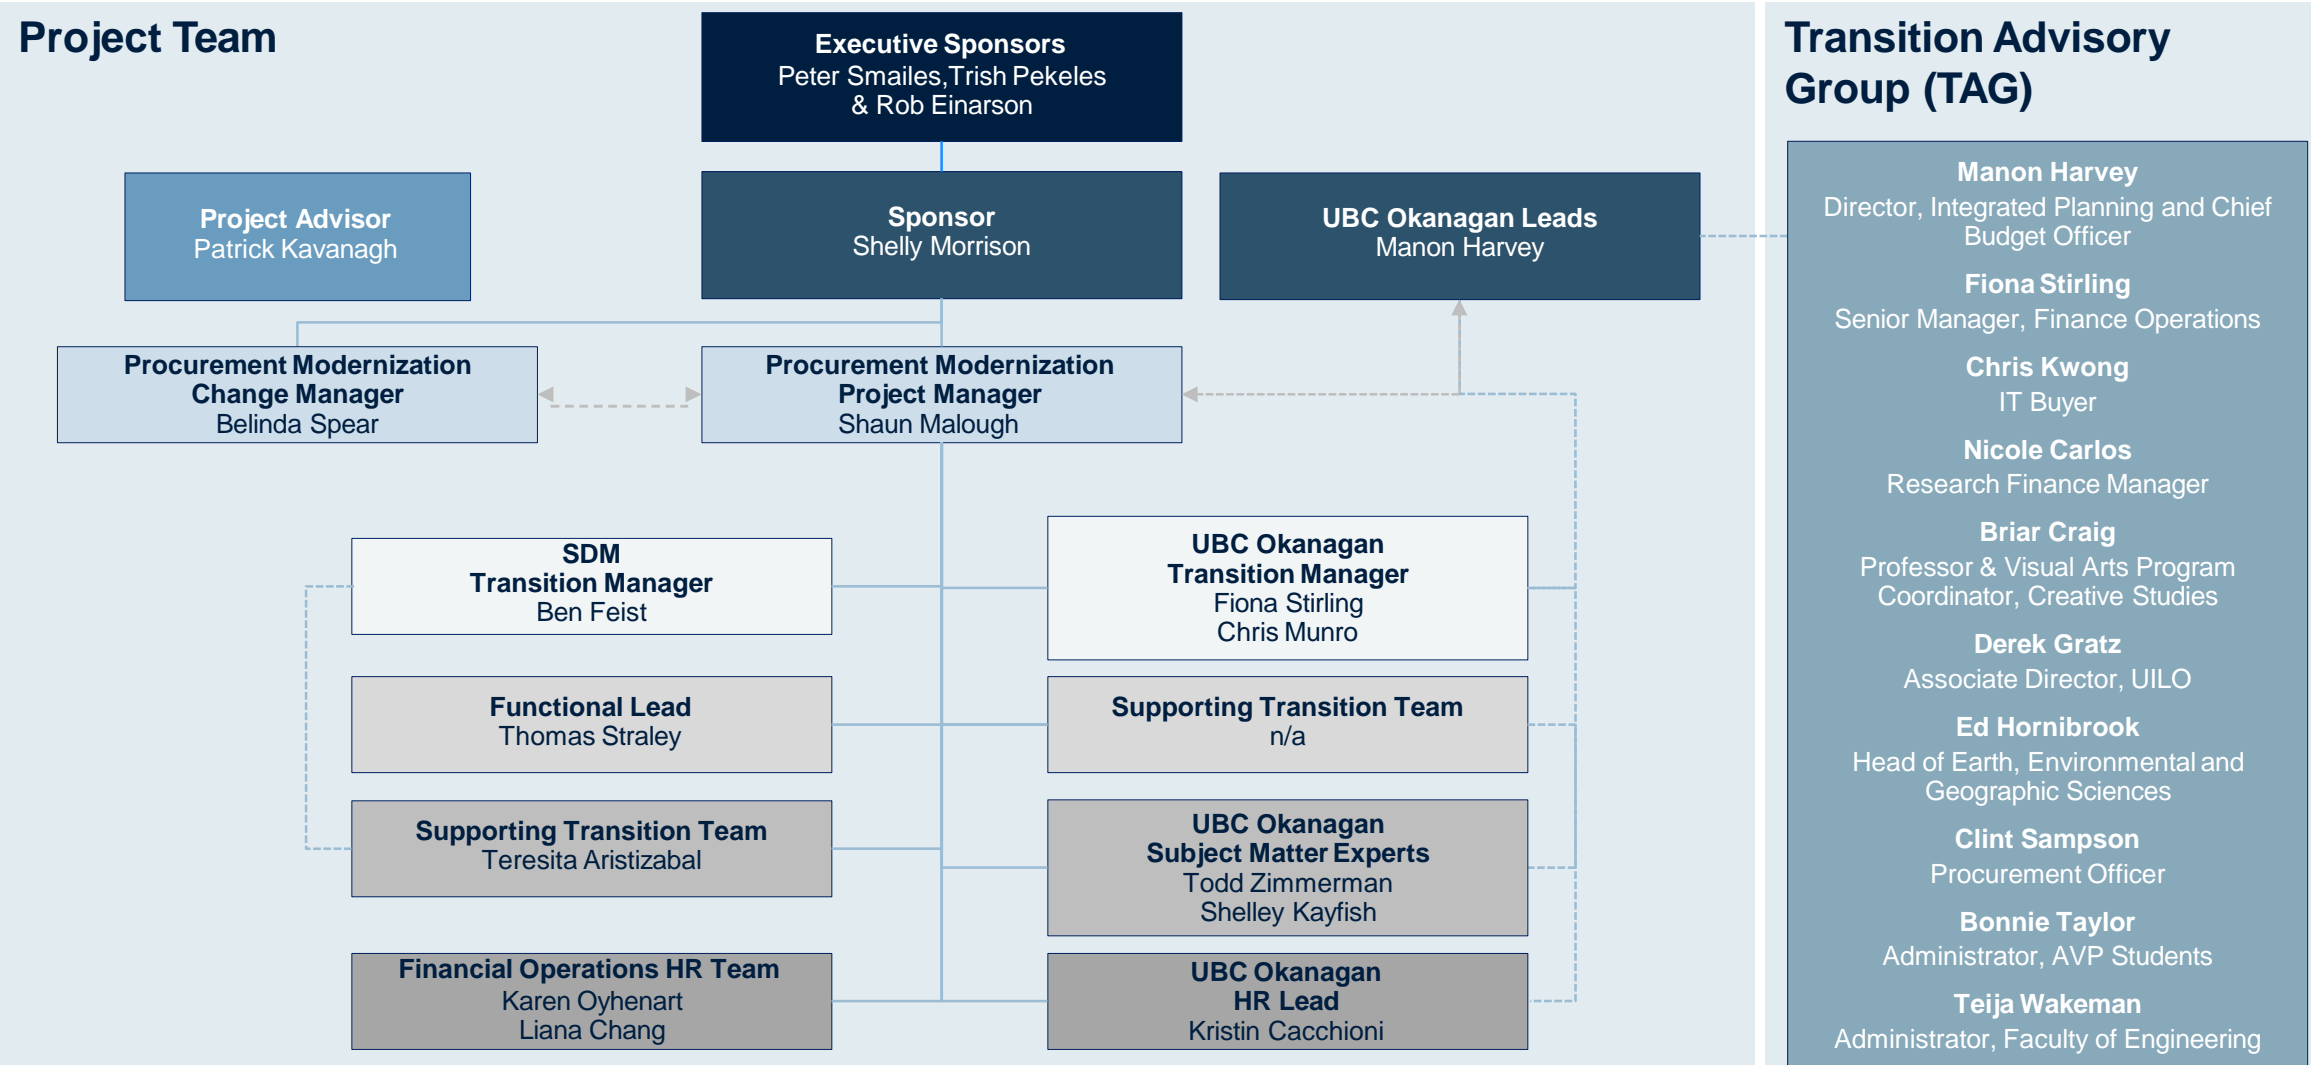 Project Team
Executive Sponsors
Peter Smailes,Trish Pekeles
& Rob Einarson
Project Advisor
Patrick Kavanagh
Sponsor
Shelly Morrison
UBC Okanagan Leads
Manon Harvey
Procurement Modernization
Change Manager
Belinda Spear
Procurement Modernization
Project Manager
Shaun Malough
SDM
Transition Manager
Ben Feist
UBC Okanagan
Transition Manager
Fiona Stirling
Chris Munro
Functional Lead
Thomas Straley
Supporting Transition Team
n/a
Supporting Transition Team
Teresita Aristizabal
UBC Okanagan
Subject Matter Experts
Todd Zimmerman
Shelley Kayfish
Financial Operations HR Team
Karen Oyhenart
Liana Chang
UBC Okanagan
HR Lead
Kristin Cacchioni
Transition Advisory
Group (TAG)
Manon Harvey
Director, Integrated Planning and Chief
Budget Officer
Fiona Stirling
Senior Manager, Finance Operations
Chris Kwong
IT Buyer
Nicole Carlos
Research Finance Manager
Briar Craig
Professor & Visual Arts Program
Coordinator, Creative Studies
Derek Gratz
Associate Director, UILO
Ed Hornibrook
Head of Earth, Environmental and
Geographic Sciences
Clint Sampson
Procurement Officer
Bonnie Taylor
Administrator, AVP Students
Teija Wakeman
Administrator, Faculty of Engineering